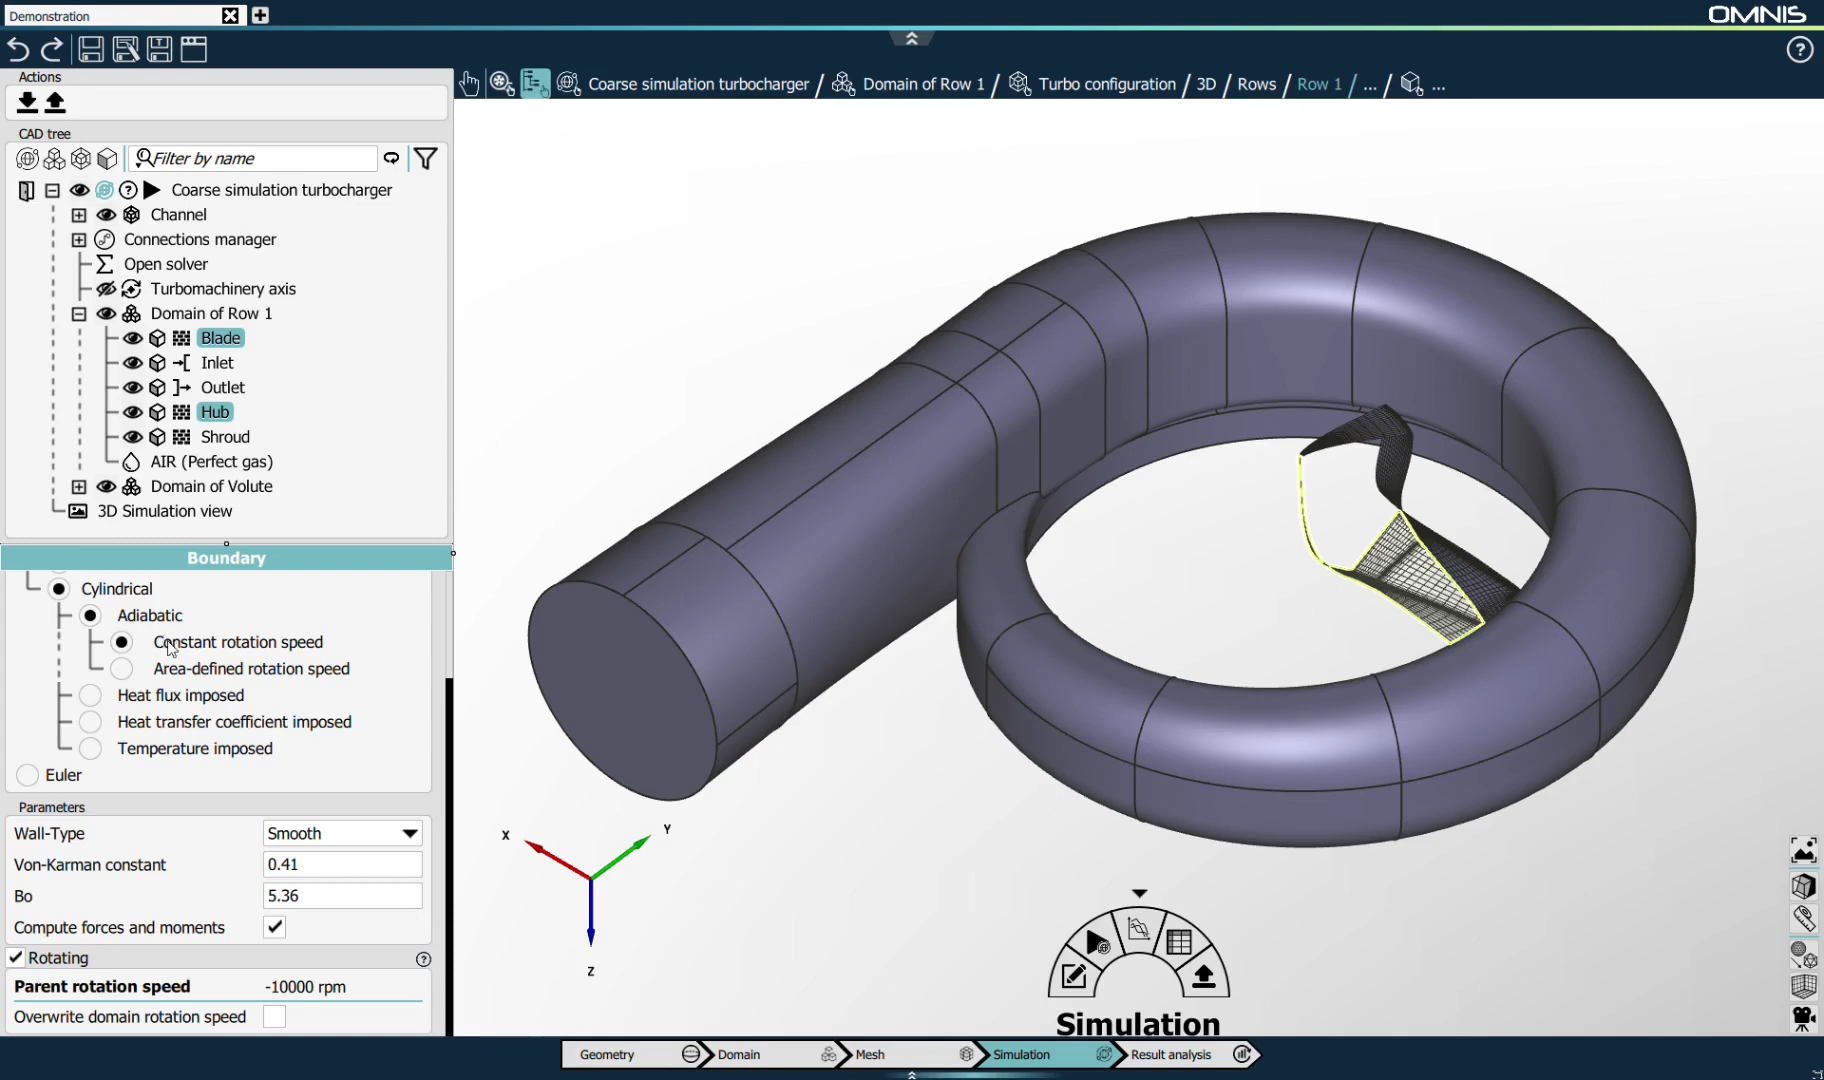 Demonstration
OMNIS
Actions
Coarse simulation turbocharger / Domain of Row 1 / Turbo configuration / 3D / Rows / Row 1 / ... / ...
CAD tree
Filter by name
Coarse simulation turbocharger
Channel
Connections manager
Open solver
Turbomachinery axis
Domain of Row 1
Blade
Inlet
Outlet
Hub
Shroud
AIR (Perfect gas)
Domain of Volute
3D Simulation view
Boundary
Cylindrical
Adiabatic
Constant rotation speed
Area-defined rotation speed
Heat flux imposed
Heat transfer coefficient imposed
Temperature imposed
Euler
Parameters
Wall-Type Smooth
Von-Karman constant 0.41
Bo 5.36
Compute forces and moments
Rotating
Parent rotation speed -10000 rpm
Overwrite domain rotation speed
X
Y
Z
Simulation
Geometry Domain Mesh Simulation Result analysis